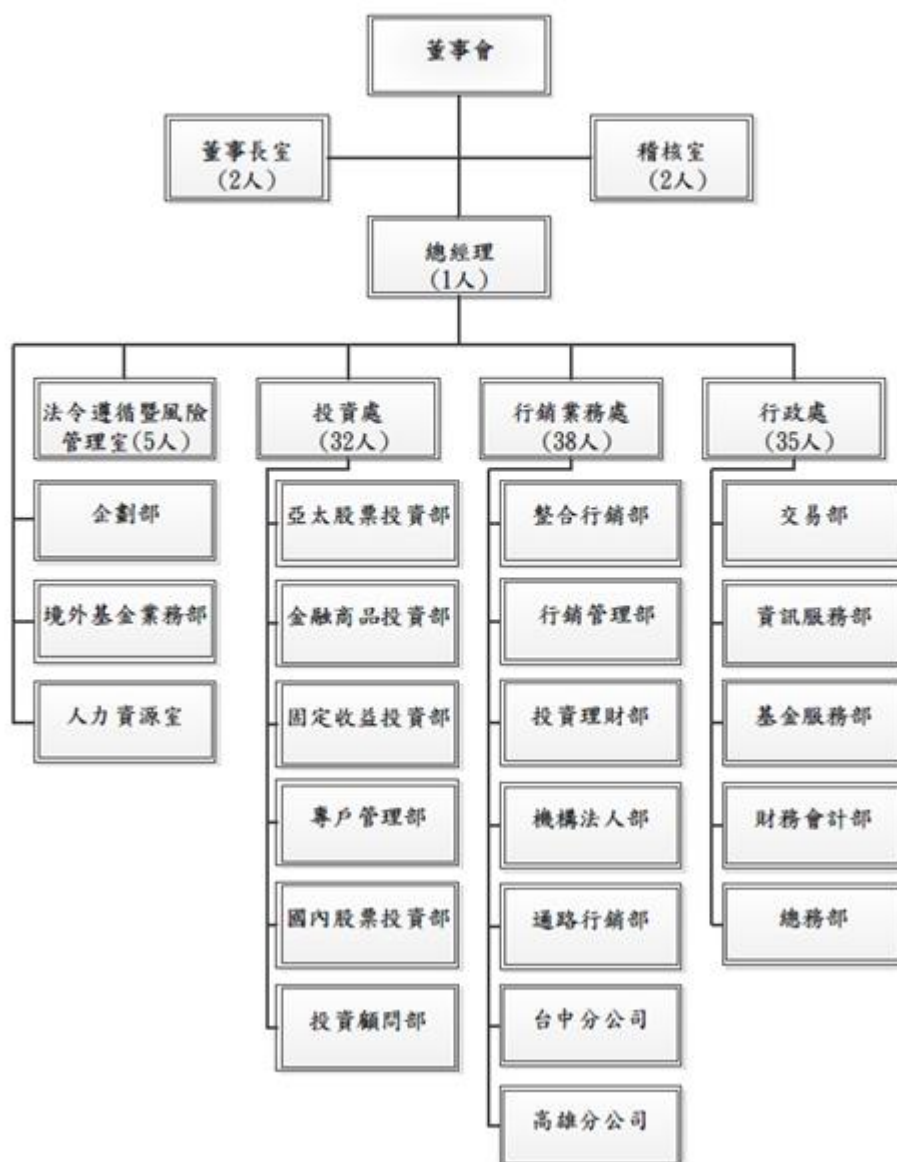 董事會
董事長室
(2人)
稽核室
(2人)
總經理
(1人)
法令遵循暨風險
管理室(5人)
投資處
(32人)
行銷業務處
(38人)
行政處
(35人)
企劃部
亞太股票投資部
整合行銷部
交易部
境外基金業務部
金融商品投資部
行銷管理部
資訊服務部
人力資源室
固定收益投資部
投資理財部
基金服務部
專戶管理部
機構法人部
財務會計部
國內股票投資部
通路行銷部
總務部
投資顧問部
台中分公司
高雄分公司